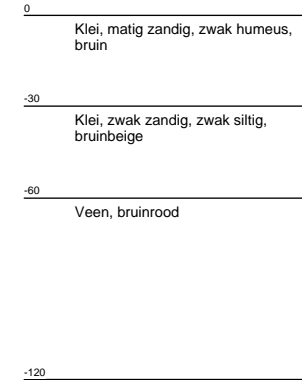 0
Klei, matig zandig, zwak humeus,
bruin
-30
Klei, zwak zandig, zwak siltig,
bruinbeige
-60
Veen, bruinrood
-120